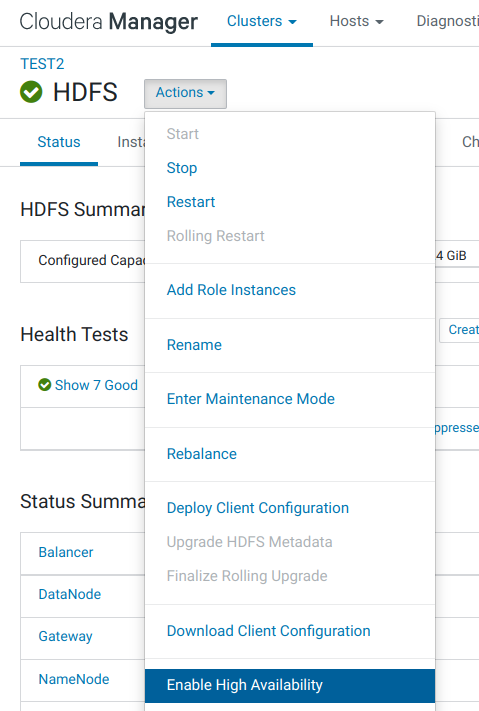 Cloudera Manager Clusters Hosts Diagnosti
TEST2
HDFS Actions
Status Insta Ch
Start
Stop
Restart
Rolling Restart
Add Role Instances
Rename
Enter Maintenance Mode
Rebalance
Deploy Client Configuration
Upgrade HDFS Metadata
Finalize Rolling Upgrade
Download Client Configuration
Enable High Availability
HDFS Summar
Configured Capac 4 GiB
Health Tests Creat
Show 7 Good
ppresse
Status Summa
Balancer
DataNode
Gateway
NameNode